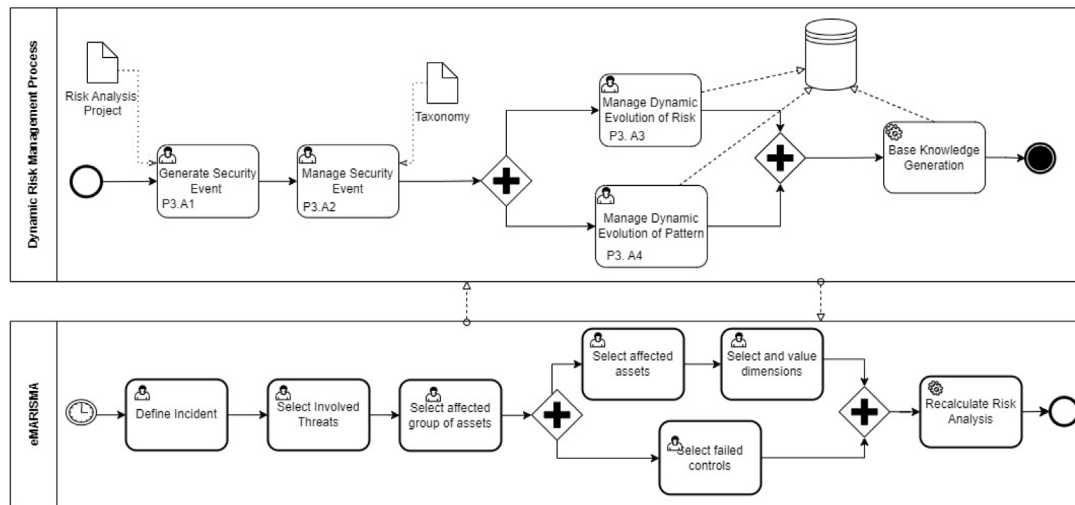 Dynamic Risk Management Process
Risk Analysis
Project
Taxonomy
Generate Security
Event
P3.A1
Manage Security
Event
P3.A2
Manage Dynamic
Evolution of Risk
P3. A3
Manage Dynamic
Evolution of Pattern
P3. A4
Base Knowledge
Generation
eMARISMA
Define Incident
Select Involved
Threats
Select affected
group of assets
Select affected
assets
Select and value
dimensions
Select failed
controls
Recalculate Risk
Analysis